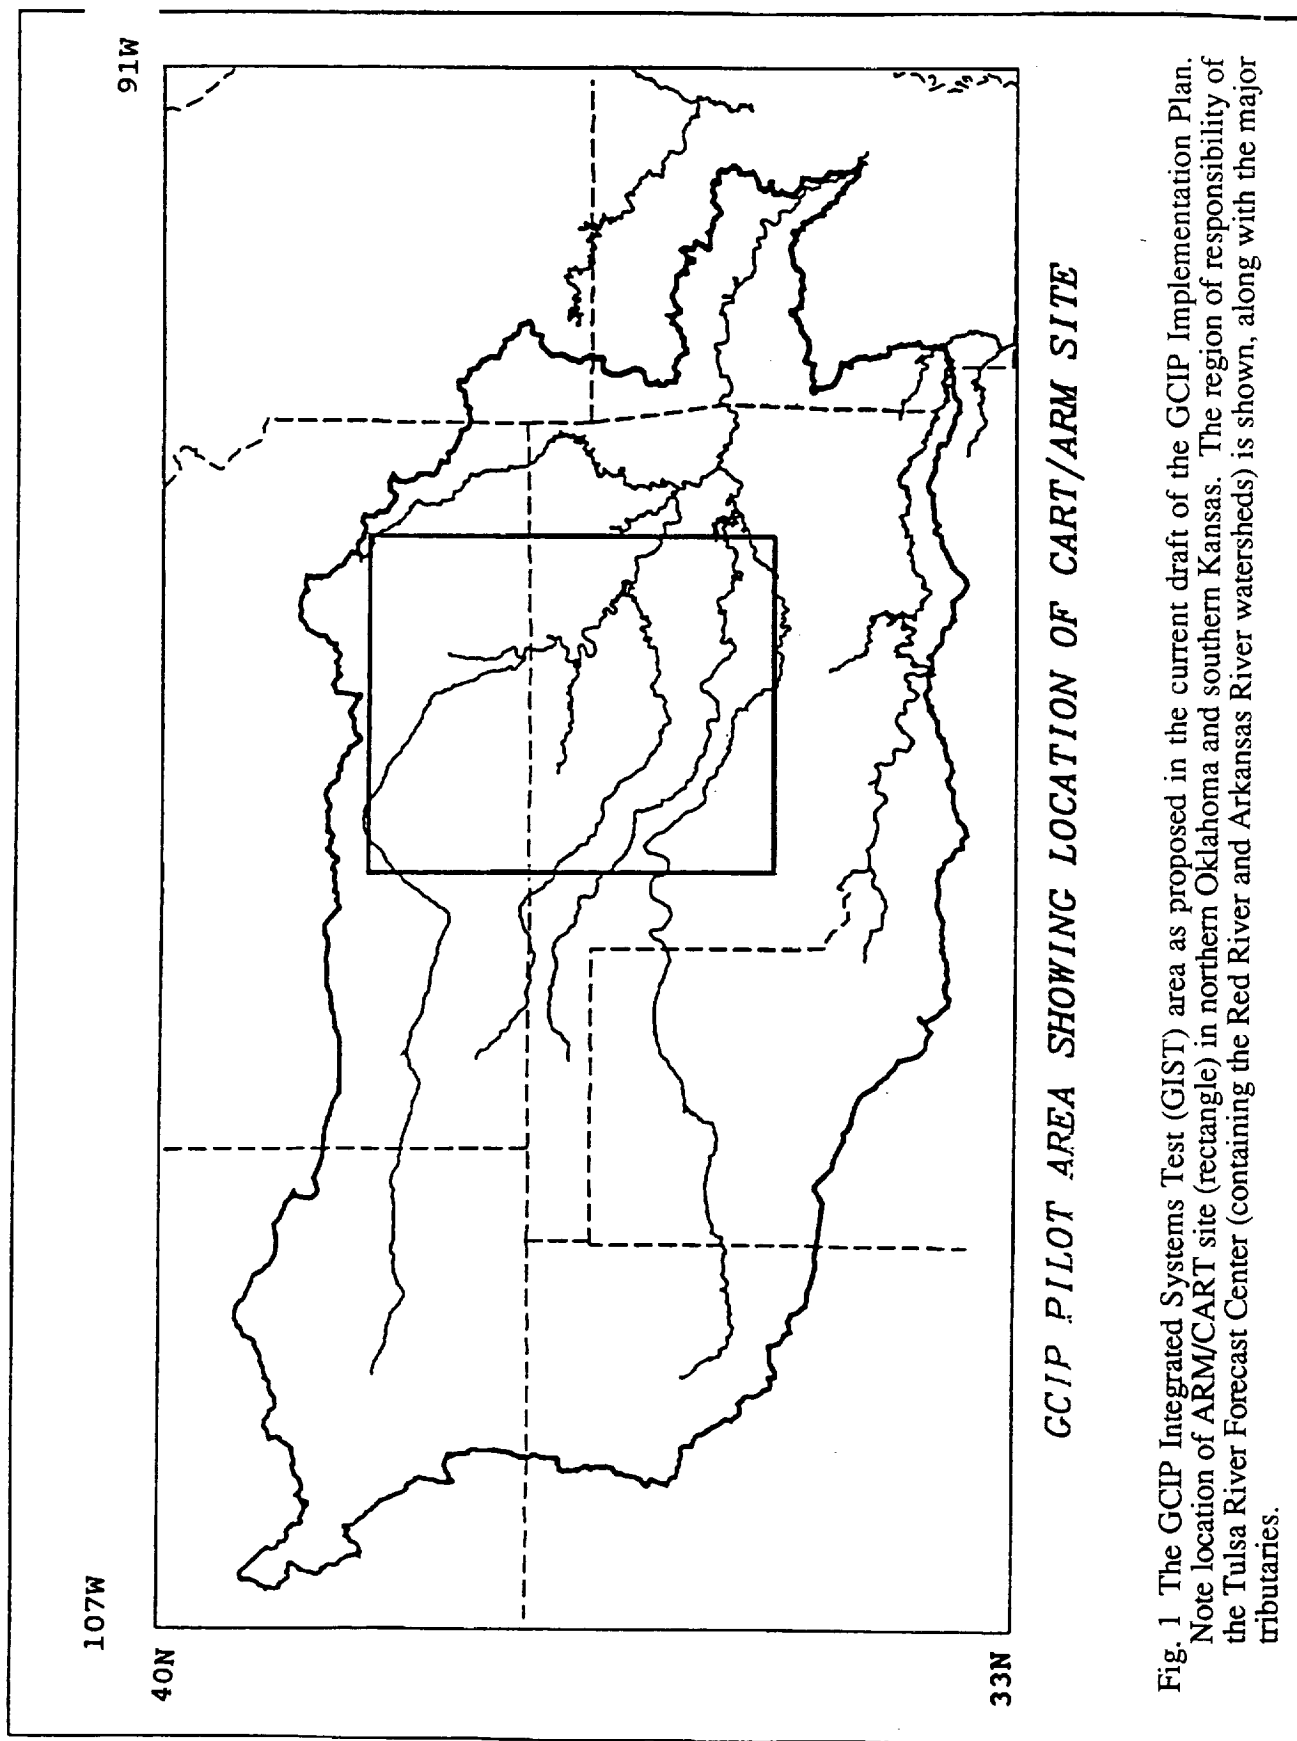 107W
91W
40N
33N
GCIP PILOT AREA SHOWING LOCATION OF CART/ARM SITE
Fig. 1 The GCIP Integrated Systems Test (GIST) area as proposed in the current draft of the GCIP Implementation Plan.
Note location of ARM/CART site (rectangle) in northern Oklahoma and southern Kansas. The region of responsibility of
the Tulsa River Forecast Center (containing the Red River and Arkansas River watersheds) is shown, along with the major
tributaries.